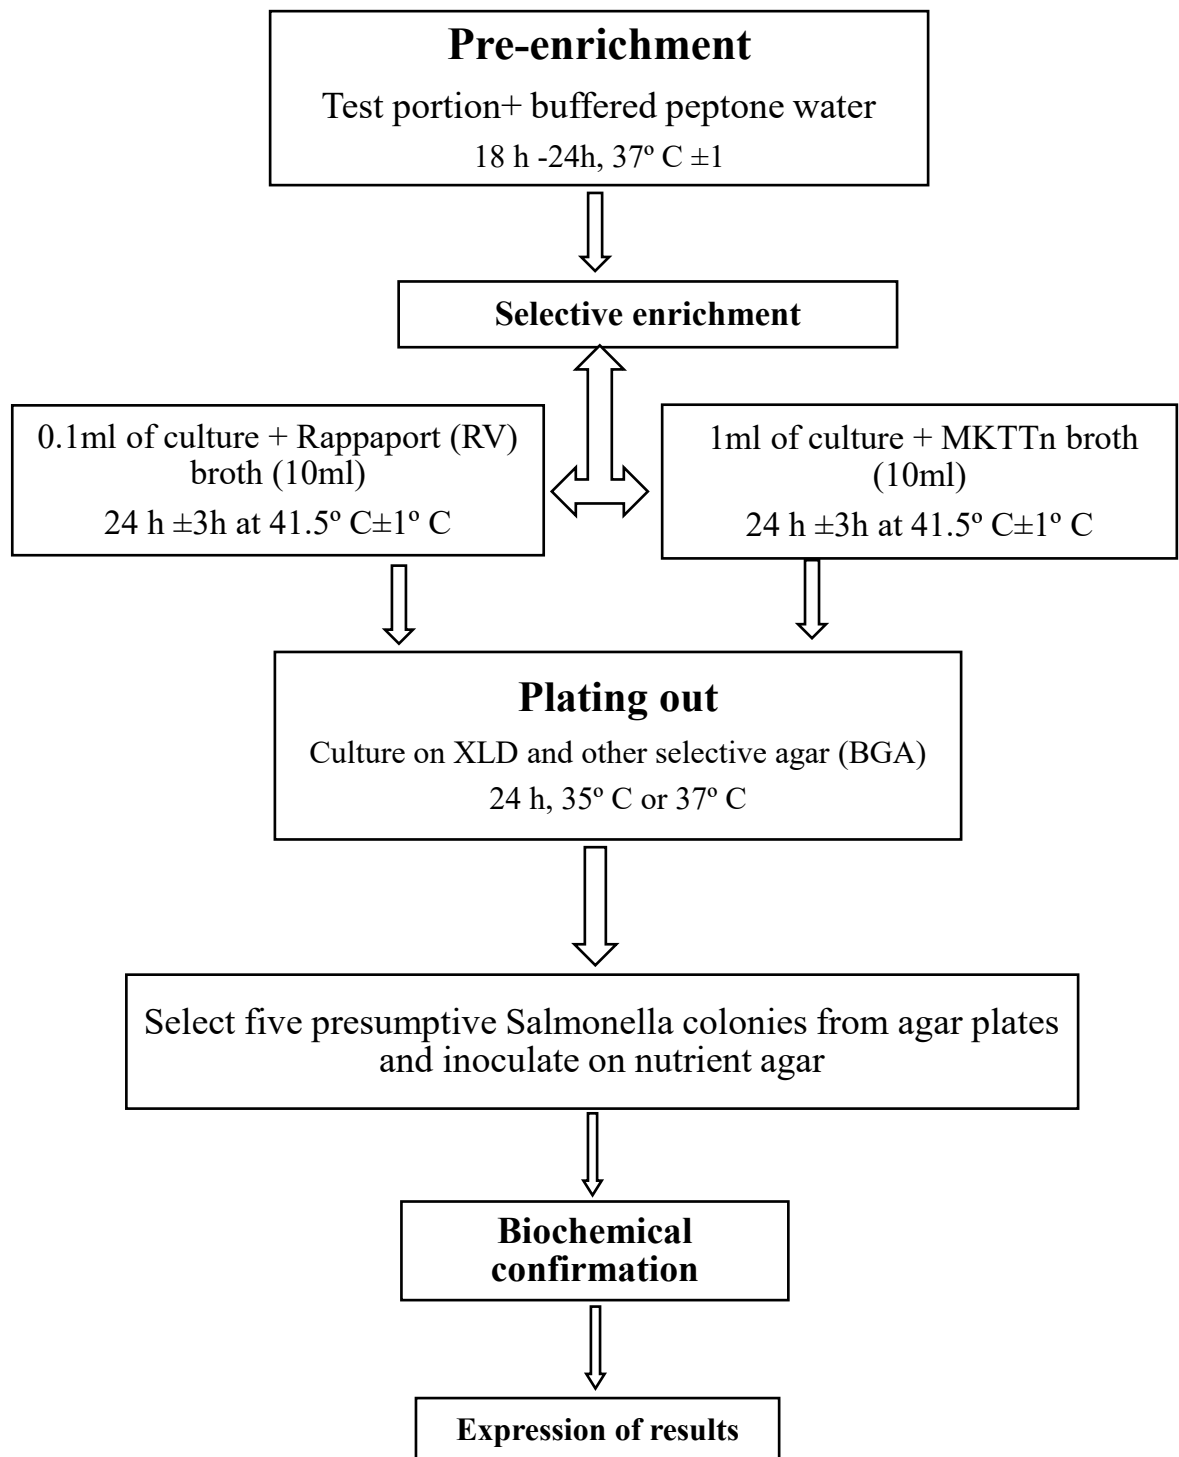 Pre-enrichment
Test portion+ buffered peptone water
18 h -24h, 37º C ±1
Selective enrichment
0.1ml of culture + Rappaport (RV)
broth (10ml)
24 h ±3h at 41.5º C±1º C
1ml of culture + MKTTn broth
(10ml)
24 h ±3h at 41.5º C±1º C
Plating out
Culture on XLD and other selective agar (BGA)
24 h, 35º C or 37º C
Select five presumptive Salmonella colonies from agar plates
and inoculate on nutrient agar
Biochemical
confirmation
Expression of results